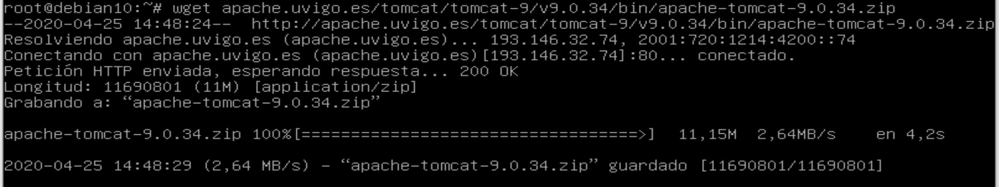 root@debian10:~# wget apache.uvigo.es/tomcat/tomcat-9/v9.0.34/bin/apache-tomcat-9.0.34.zip
--2020-04-25 14:48:24--  http://apache.uvigo.es/tomcat/tomcat-9/v9.0.34/bin/apache-tomcat-9.0.34.zip
Resolviendo apache.uvigo.es (apache.uvigo.es)... 193.146.32.74, 2001:720:1214:4200::74
Conectando con apache.uvigo.es (apache.uvigo.es)[193.146.32.74]:80... conectado.
Petición HTTP enviada, esperando respuesta... 200 OK
Longitud: 11690801 (11M) [application/zip]
Grabando a: “apache-tomcat-9.0.34.zip”
apache-tomcat-9.0.34.zip 100%[==================================>]  11,15M  2,64MB/s    en 4,2s
2020-04-25 14:48:29 (2,64 MB/s) - “apache-tomcat-9.0.34.zip” guardado [11690801/11690801]